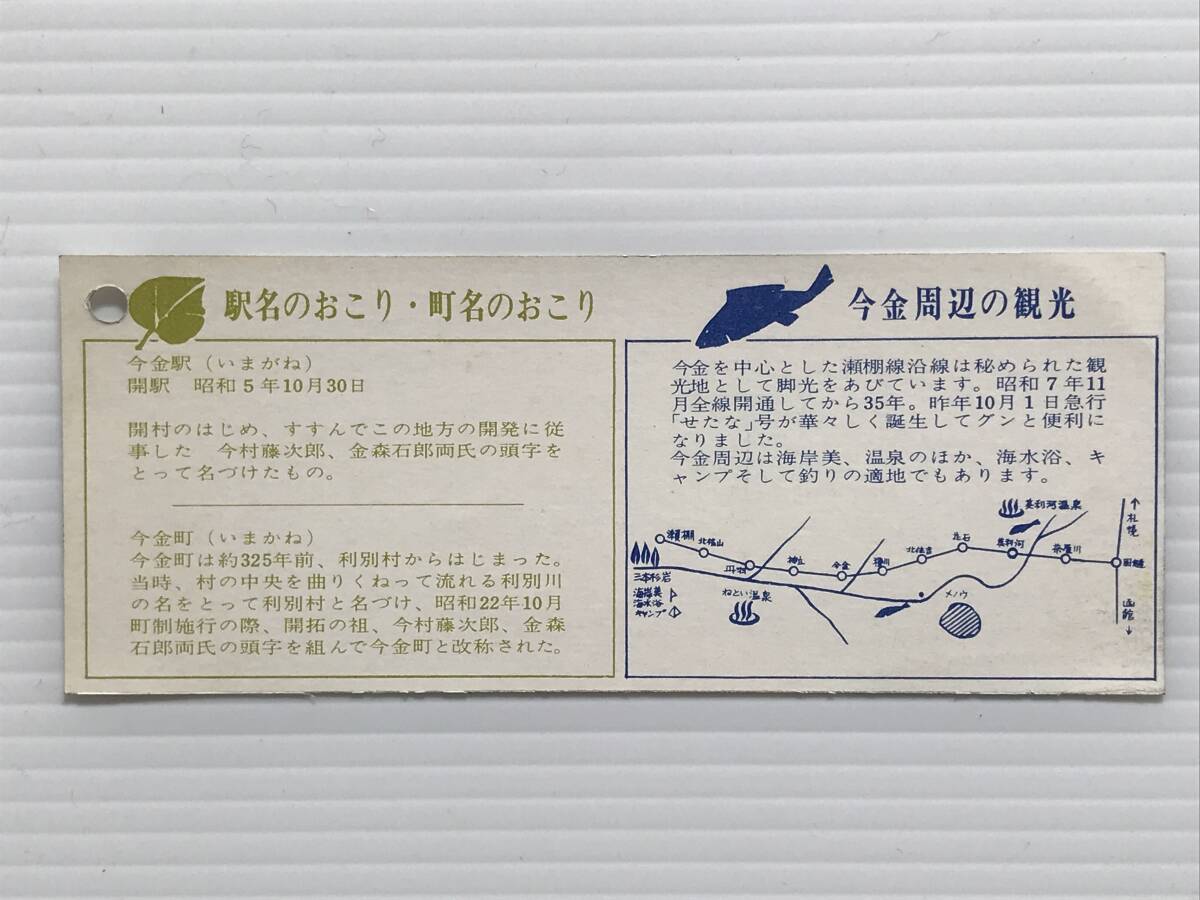 駅名のおこり・町名のおこり
今金駅（いまがね）
開駅　昭和5年10月30日
開村のはじめ、すすんでこの地方の開発に従
事した　今村藤次郎、金森石郎両氏の頭字を
とって名づけたもの。
今金町（いまかね）
今金町は約325年前、利別村からはじまった。
当時、村の中央を曲りくねって流れる利別川
の名をとって利別村と名づけ、昭和22年10月
町制施行の際、開拓の祖、今村藤次郎、金森
石郎両氏の頭字を組んで今金町と改称された。
今金周辺の観光
今金を中心とした瀬棚線沿線は秘められた観
光地として脚光をあびています。昭和7年11
月全線開通してから35年。昨年10月1日急行
「せたな」号が華々しく誕生してグンと便利に
なりました。
今金周辺は海岸美、温泉のほか、海水浴、キ
ャンプそして釣りの適地でもあります。
瀬棚
北桧山
丹羽
神丘
今金
種川
北住吉
花石
美利河
茶屋川
国縫
美利河温泉
↑札幌
函館↓
三本杉岩
海岸美
海水浴
キャンプ
ねとい温泉
メノウ